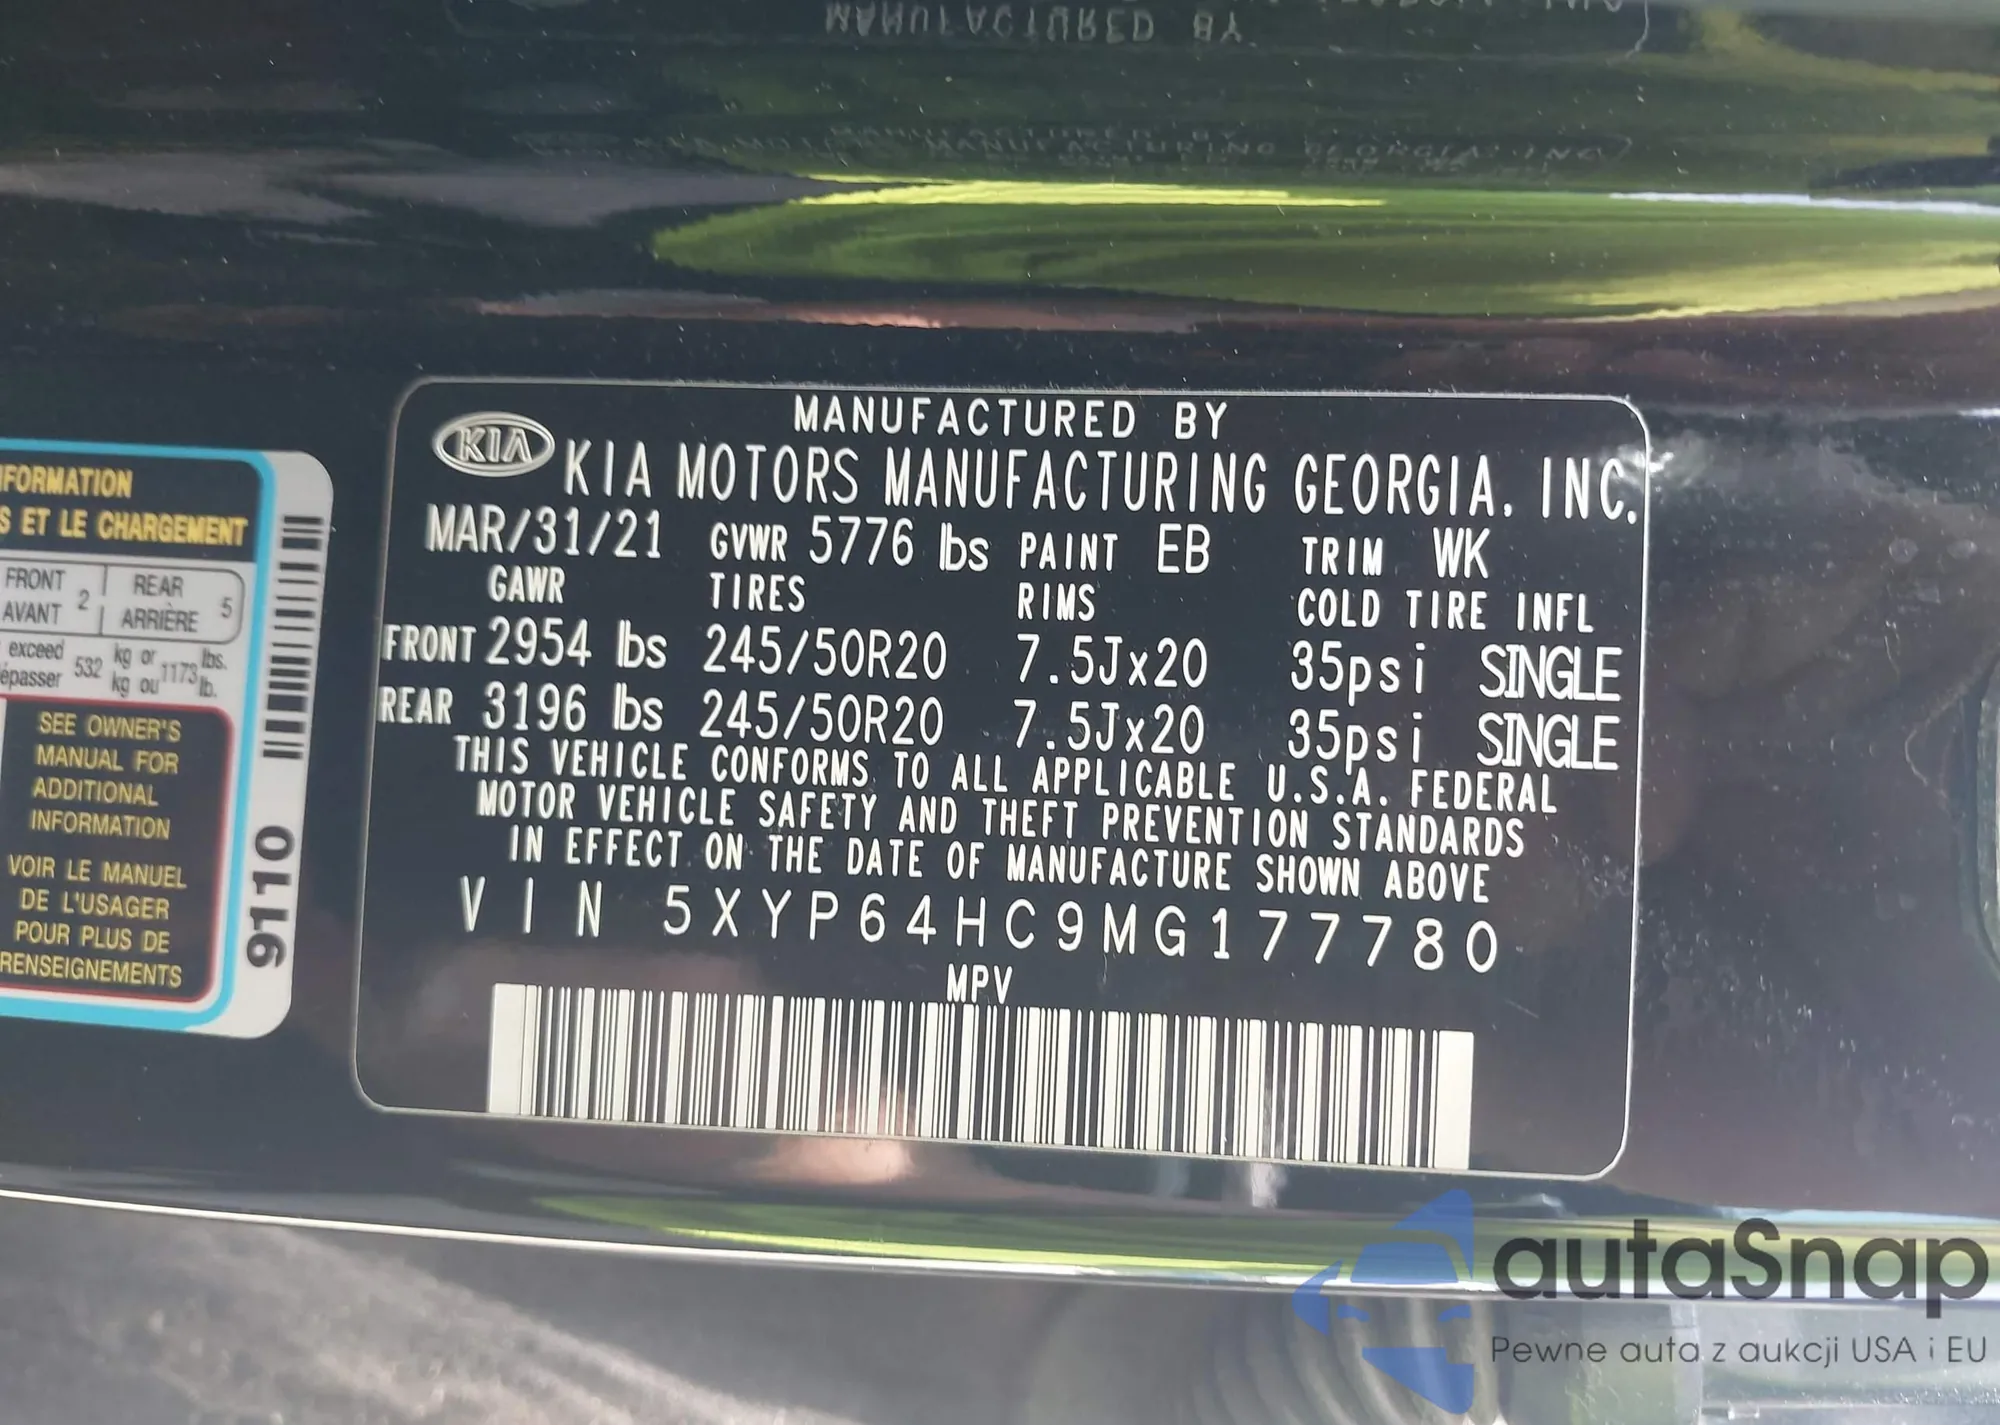 MANUFACTURED BY
KIA
KIA MOTORS MANUFACTURING GEORGIA, INC.
MAR/31/21 GVWR 5776 lbs PAINT EB TRIM WK
GAWR TIRES RIMS COLD TIRE INFL
FRONT 2954 lbs 245/50R20 7.5Jx20 35psi SINGLE
REAR 3196 lbs 245/50R20 7.5Jx20 35psi SINGLE
THIS VEHICLE CONFORMS TO ALL APPLICABLE U.S.A. FEDERAL
MOTOR VEHICLE SAFETY AND THEFT PREVENTION STANDARDS
IN EFFECT ON THE DATE OF MANUFACTURE SHOWN ABOVE
VIN 5XYP64HC9MG177780
MPV
ET LE CHARGEMENT
FRONT 2 REAR 5
AVANT ARRIÈRE
exceed 532 kg or 1173 lbs.
kg ou lb.
SEE OWNER'S
MANUAL FOR
ADDITIONAL
INFORMATION
VOIR LE MANUEL
DE L'USAGER
POUR PLUS DE
RENSEIGNEMENTS
9110
autaSnap
Pewne auta z aukcji USA i EU